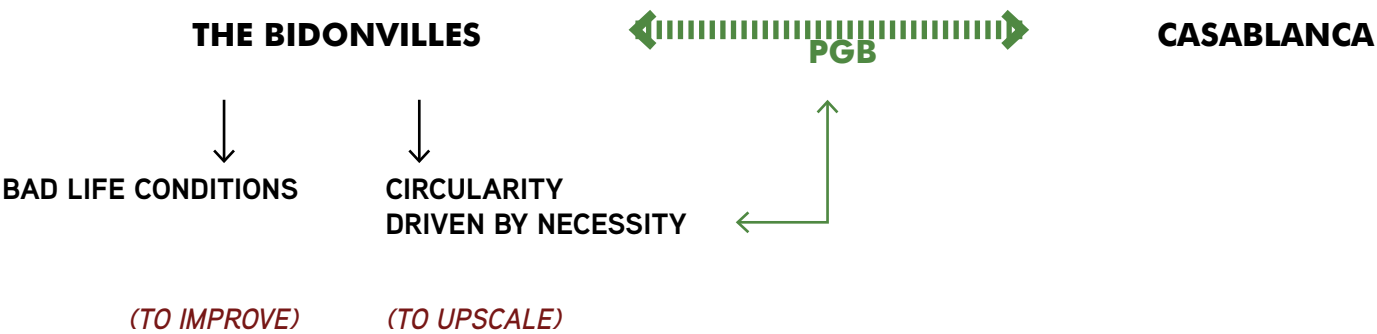 THE BIDONVILLES
PGB
CASABLANCA
BAD LIFE CONDITIONS
CIRCULARITY
DRIVEN BY NECESSITY
(TO IMPROVE)
(TO UPSCALE)